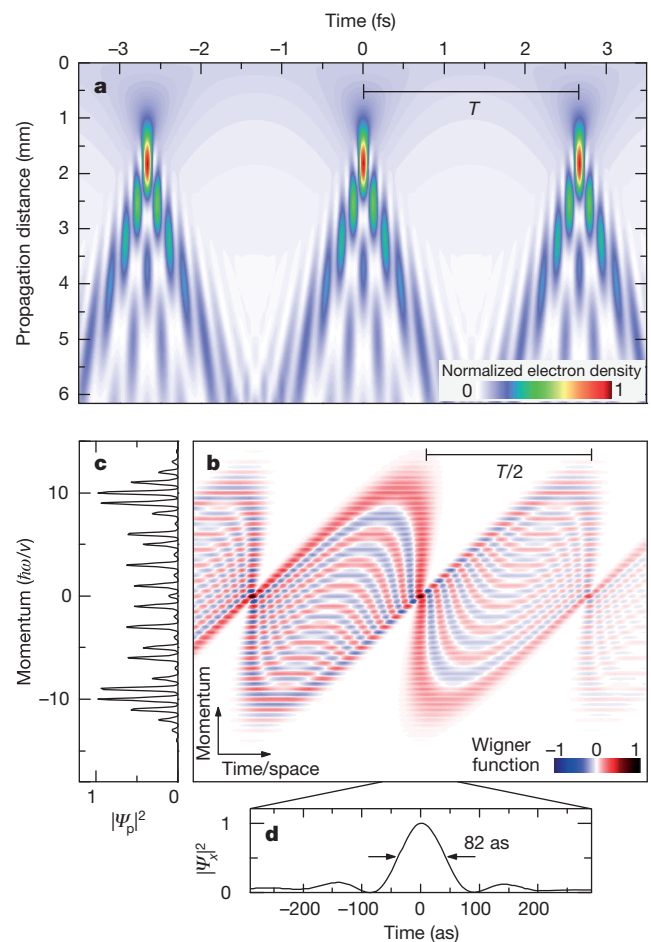 Time (fs)
−3 −2 −1 0 1 2 3
a
T
Propagation distance (mm)
0
1
2
3
4
5
6
Normalized electron density
0 1
c
b
T/2
Momentum (ħω/v)
10
0
−10
Momentum
Time/space
Wigner
function
−1 0 1
1 0
|Ψp|²
d
82 as
|Ψx|²
1
0
−200 −100 0 100 200
Time (as)